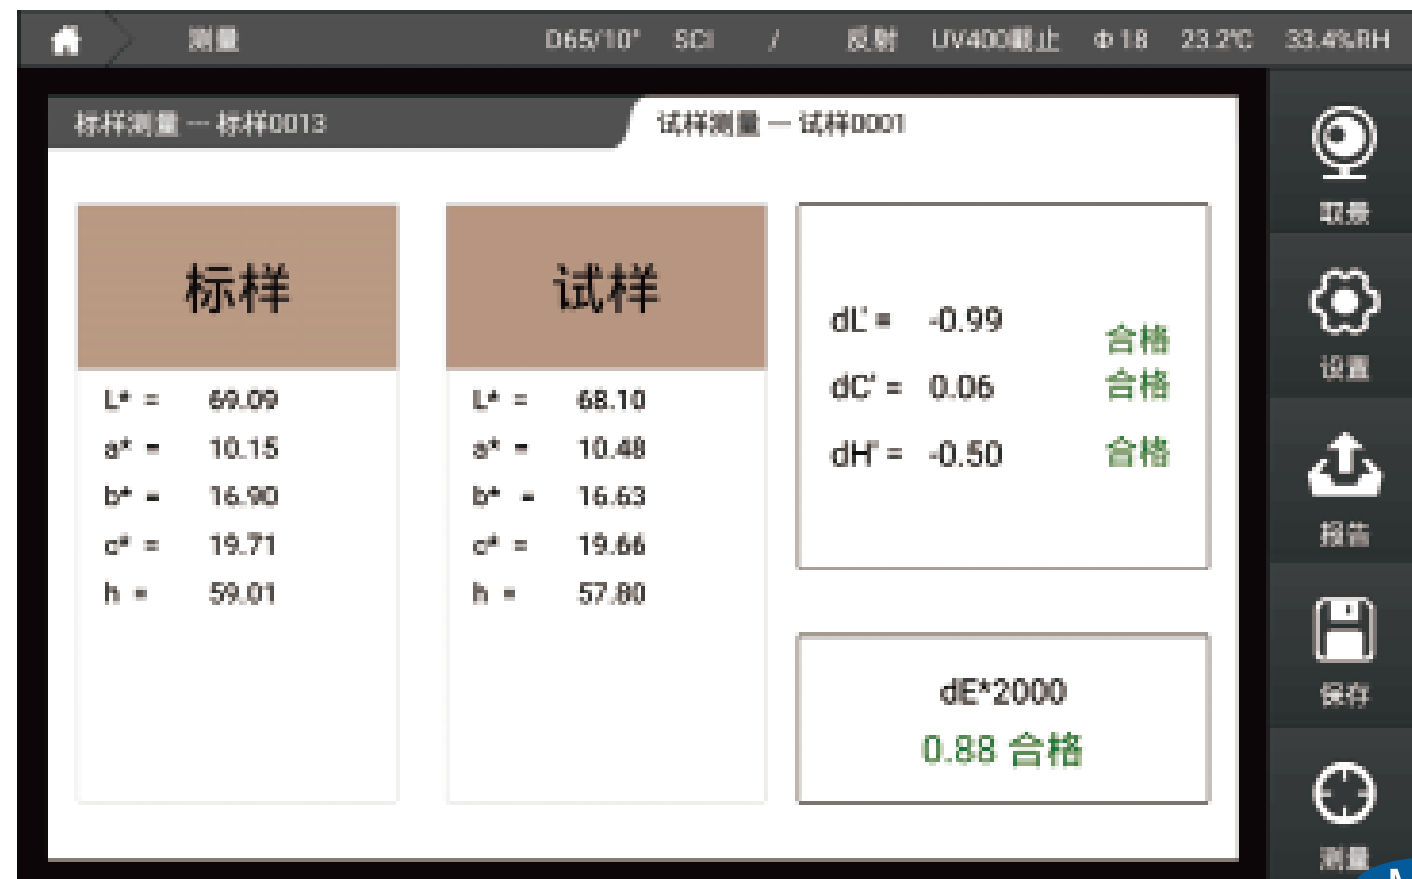 测量 D65/10° SCI / 反射 UV400截止 Φ18 23.2℃ 33.4%RH
标样测量 — 标样0013
试样测量 — 试样0001
标样
L* = 69.09
a* = 10.15
b* = 16.90
c* = 19.71
h = 59.01
试样
L* = 68.10
a* = 10.48
b* = 16.63
c* = 19.66
h = 57.80
dL' = -0.99 合格
dC' = 0.06 合格
dH' = -0.50 合格
dE*2000
0.88 合格
取景
设置
报告
保存
测量